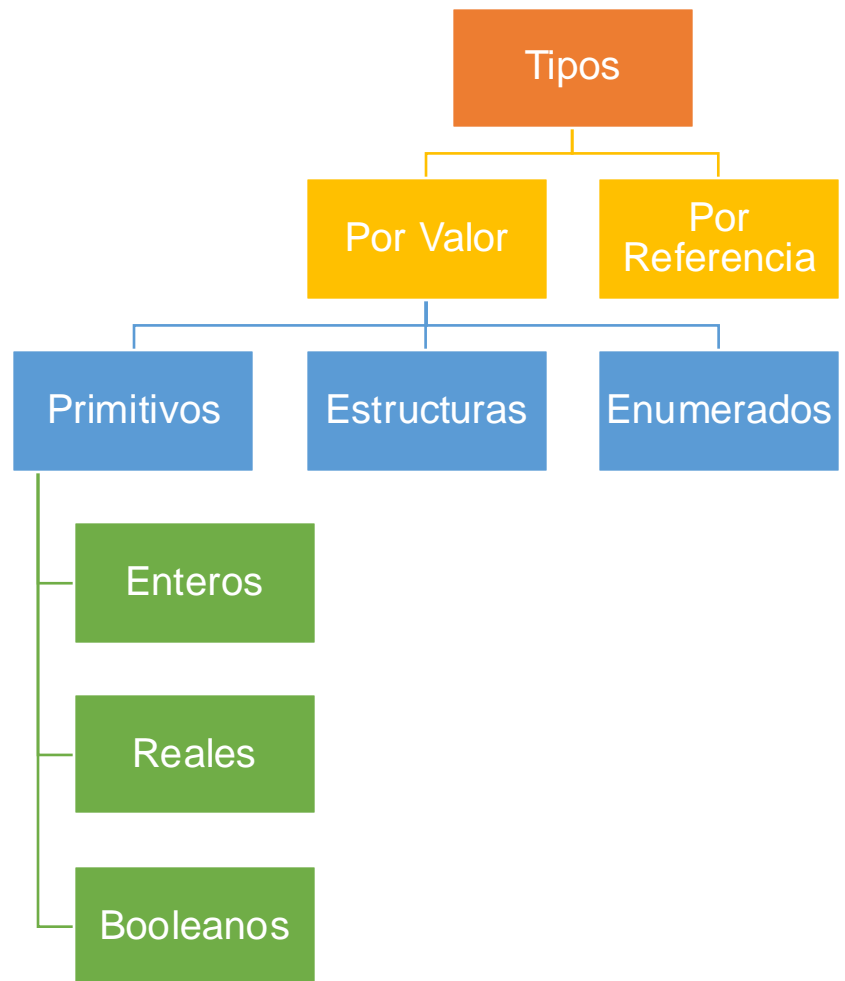 Tipos
Por Valor
Por
Referencia
Primitivos
Estructuras
Enumerados
Enteros
Reales
Booleanos